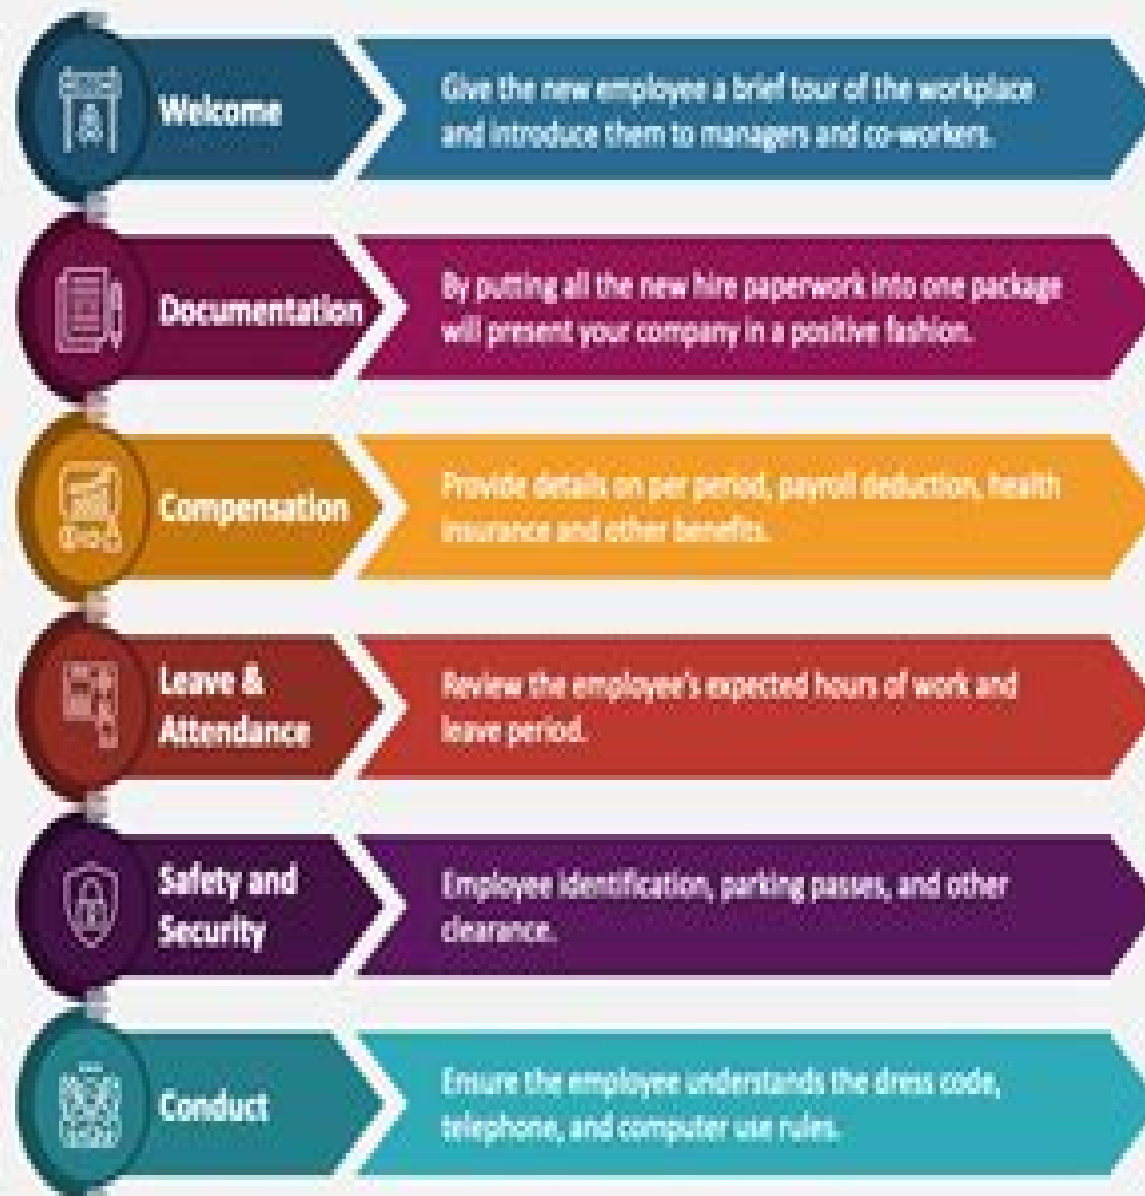 Welcome
Give the new employee a brief tour of the workplace
and introduce them to managers and co-workers.
Documentation
By putting all the new hire paperwork into one package
will present your company in a positive fashion.
Compensation
Provide details on per period, payroll deduction, health
insurance and other benefits.
Leave &
Attendance
Review the employee's expected hours of work and
leave period.
Safety and
Security
Employee identification, parking passes, and other
clearance.
Conduct
Ensure the employee understands the dress code,
telephone, and computer use rules.